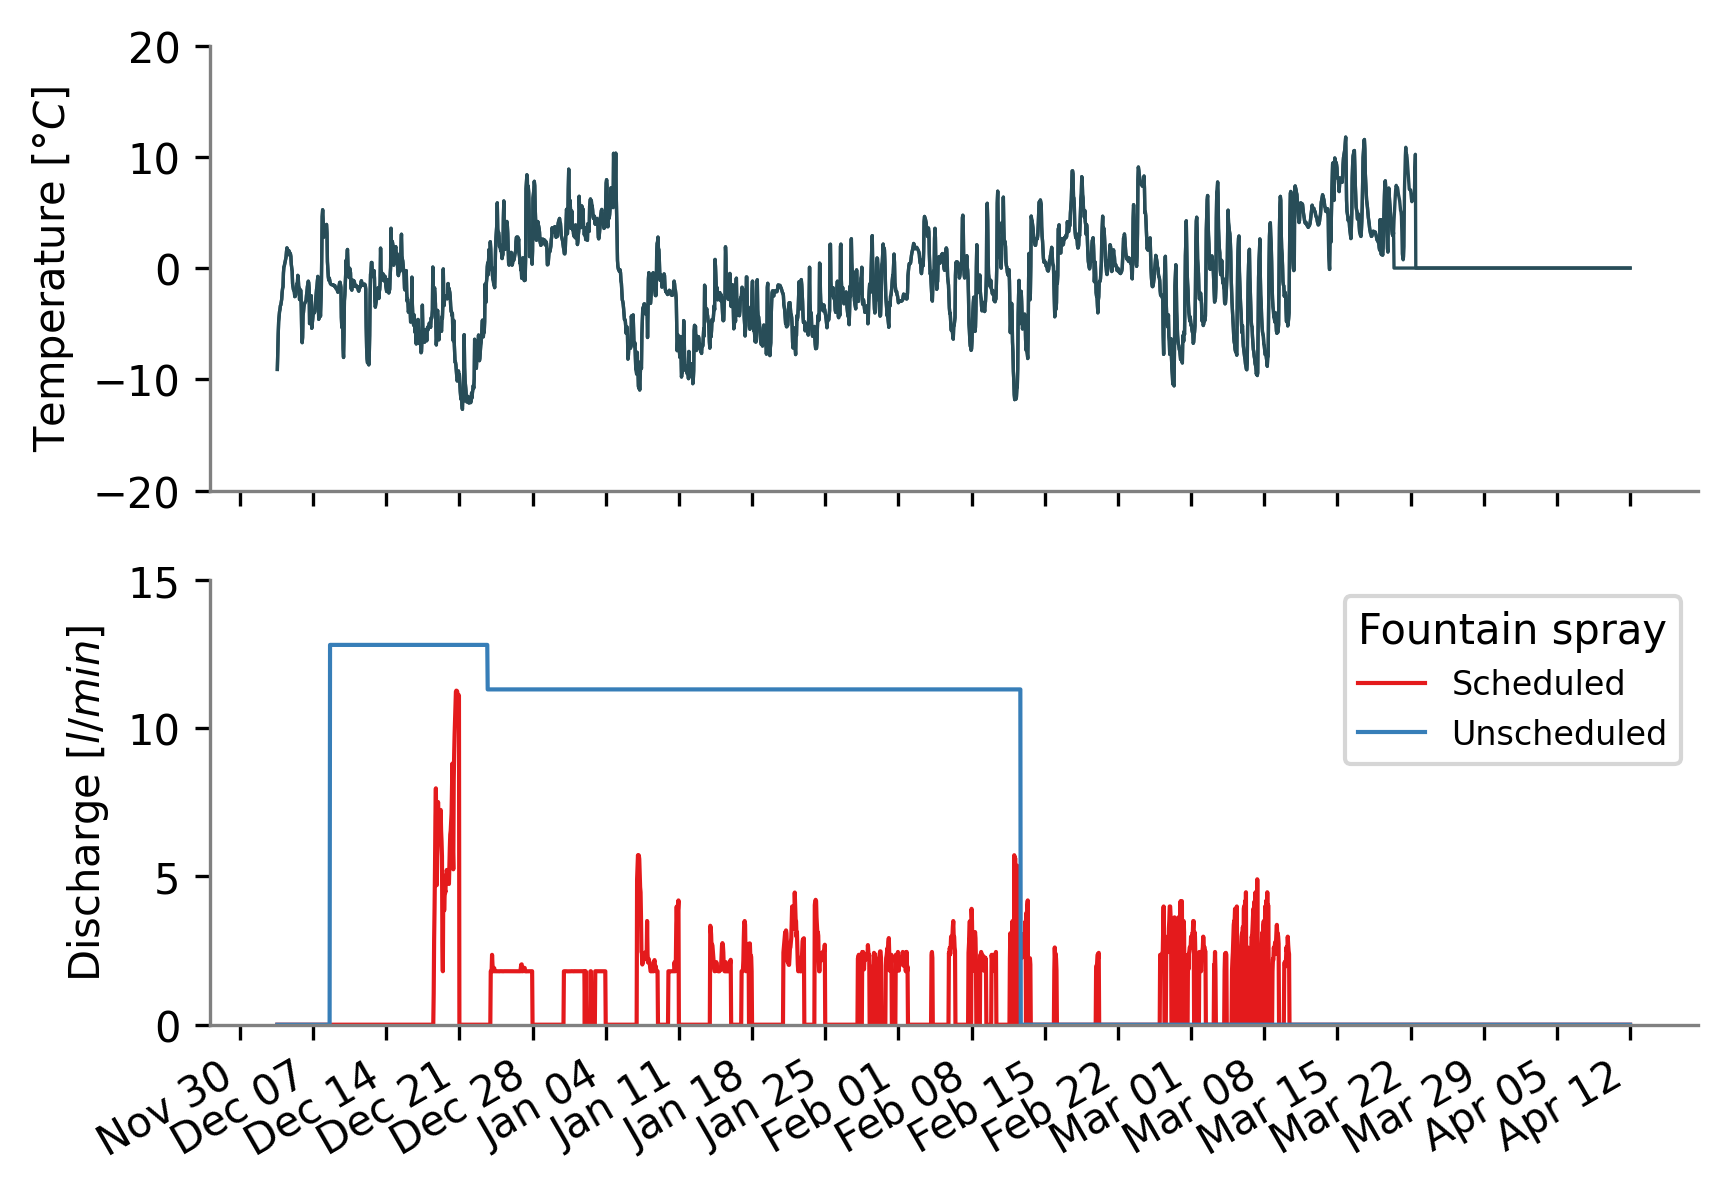 20
10
0
−10
−20
Temperature [°C]
15
10
5
0
Discharge [l/min]
Fountain spray
Scheduled
Unscheduled
Nov 30
Dec 07
Dec 14
Dec 21
Dec 28
Jan 04
Jan 11
Jan 18
Jan 25
Feb 01
Feb 08
Feb 15
Feb 22
Mar 01
Mar 08
Mar 15
Mar 22
Mar 29
Apr 05
Apr 12